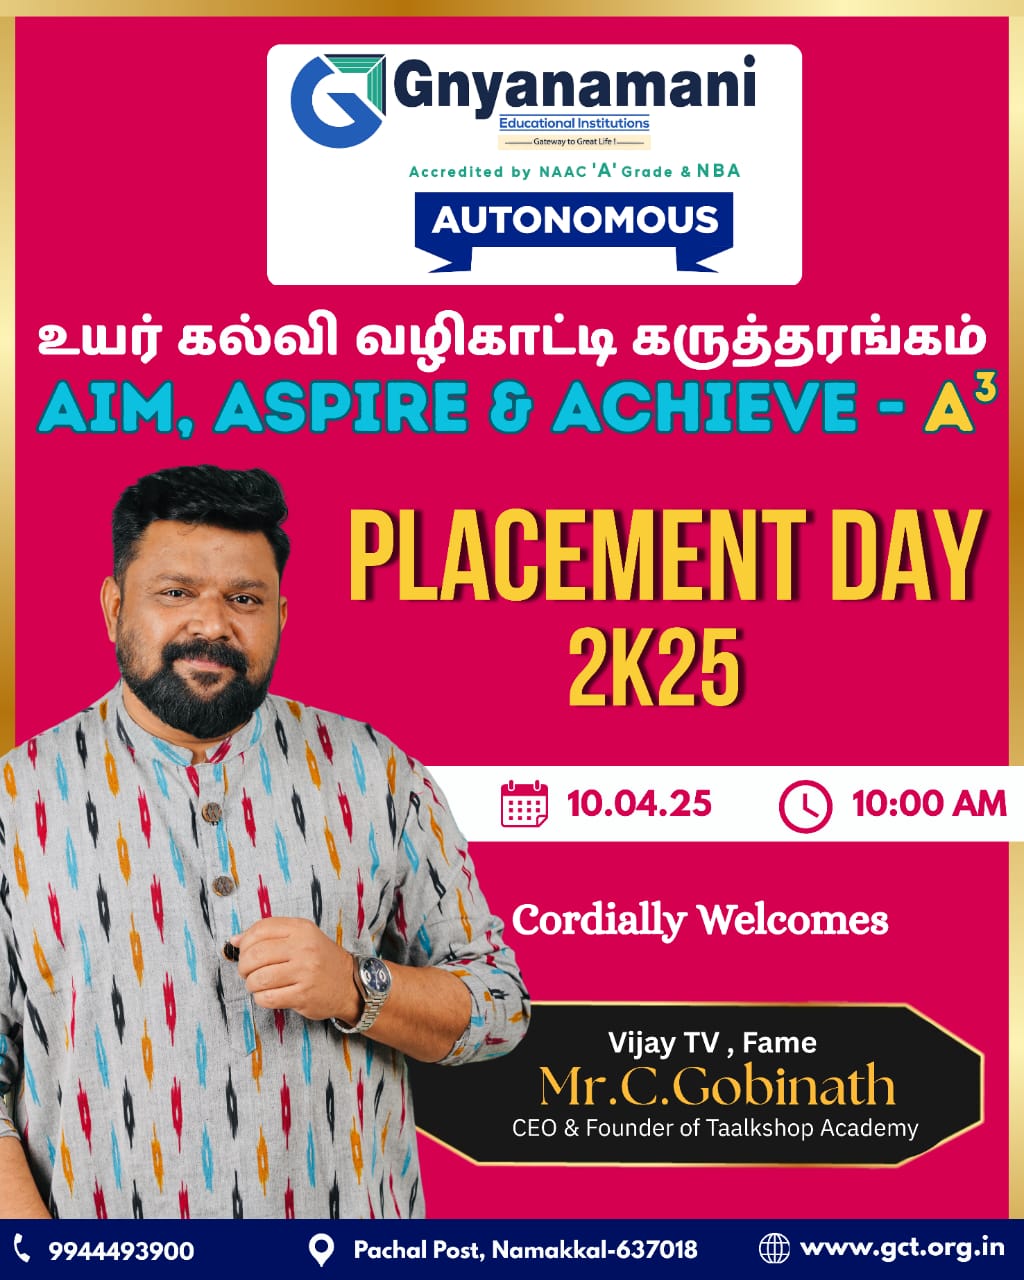 Gnyanamani
Educational Institutions
Gateway to Great Life !
Accredited by NAAC 'A' Grade & NBA
AUTONOMOUS
உயர் கல்வி வழிகாட்டி கருத்தரங்கம்
AIM, ASPIRE & ACHIEVE - A³
PLACEMENT DAY
2K25
10.04.25 10:00 AM
Cordially Welcomes
Vijay TV , Fame
Mr.C.Gobinath
CEO & Founder of Taalkshop Academy
9944493900 Pachal Post, Namakkal-637018 www.gct.org.in